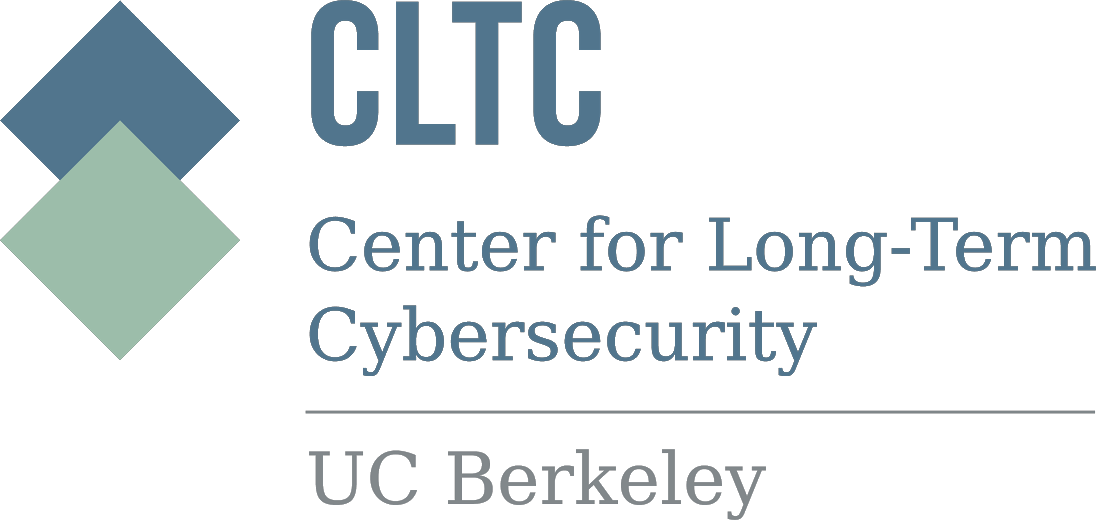 CLTC
Center for Long-Term
Cybersecurity
UC Berkeley